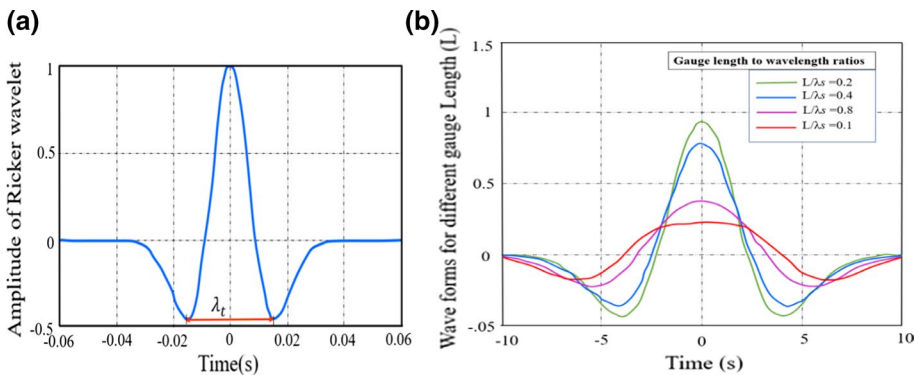 (a)
Amplitude of Ricker wavelet
1
0.5
0
-0.5
-0.06
-0.04
-0.02
0
0.02
0.04
0.06
λt
Time(s)
(b)
Wave forms for different gauge Length (L)
1.5
1
0.5
0
-.05
-10
-5
0
5
10
Time (s)
Gauge length to wavelength ratios
L/λs =0.2
L/λs =0.4
L/λs =0.8
L/λs =0.1